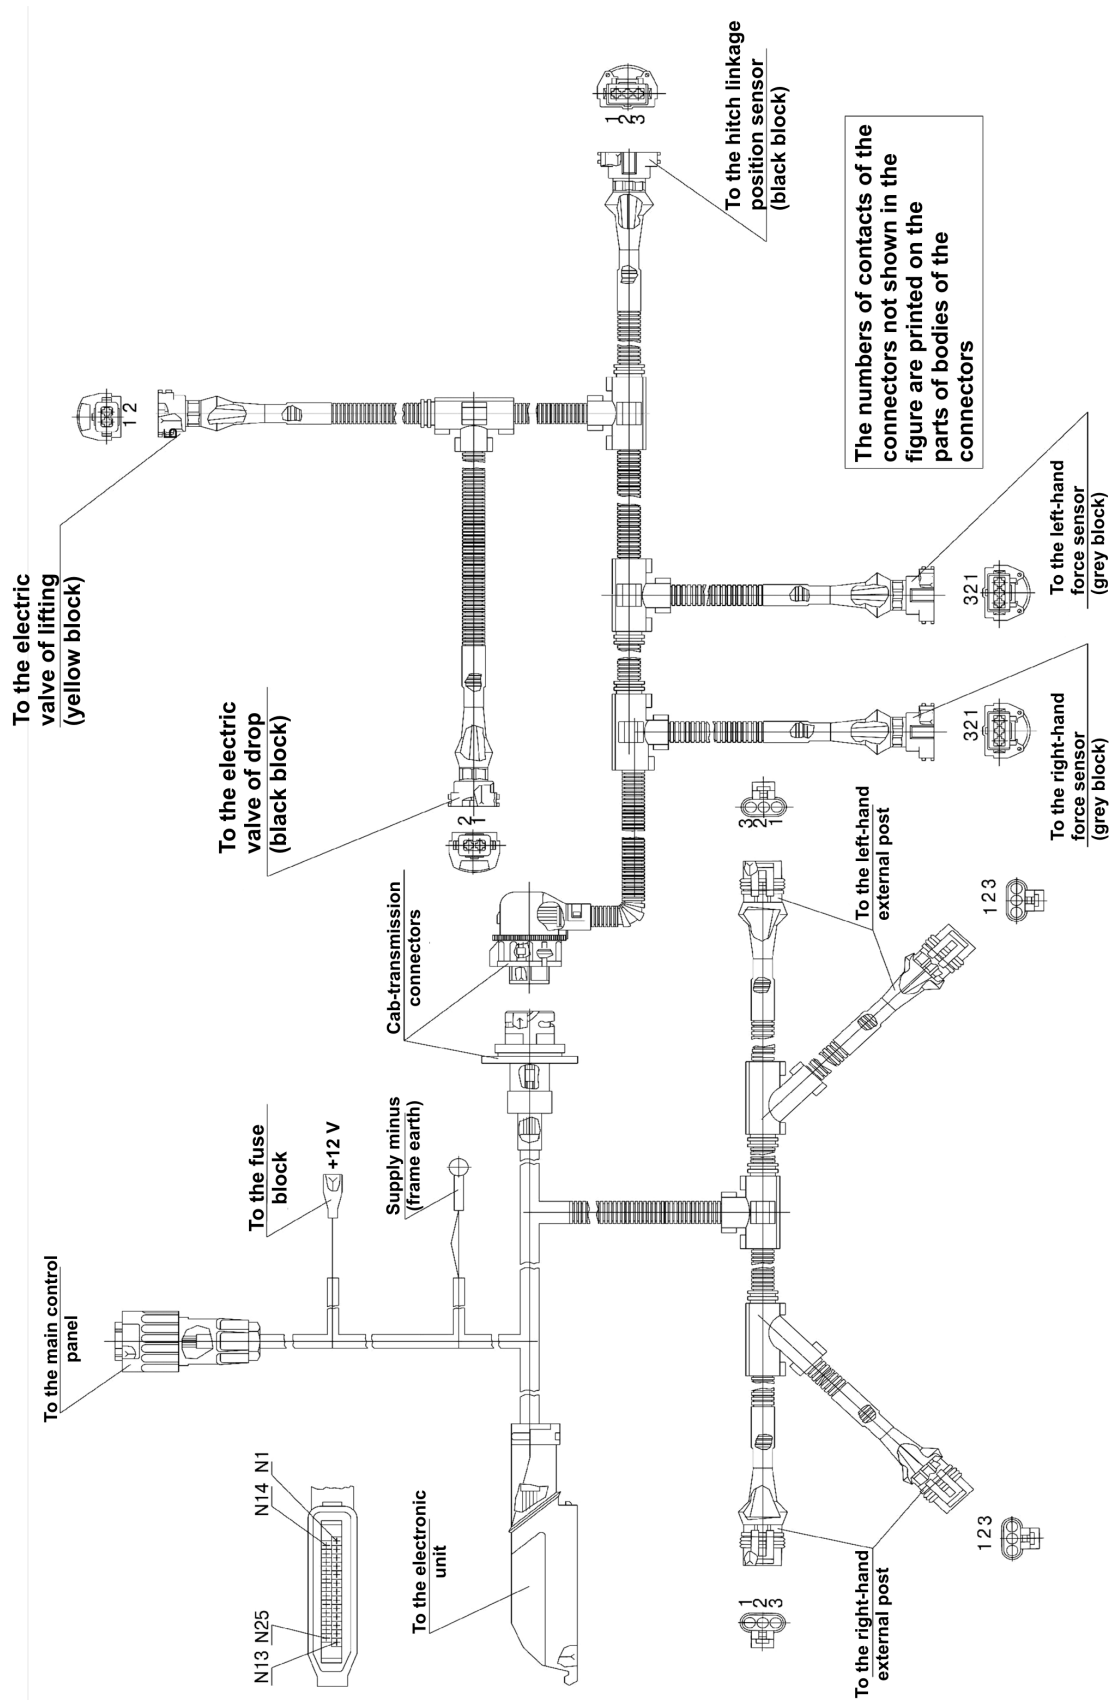 To the electric
valve of lifting
(yellow block)
1 2
To the electric
valve of drop
(black block)
2
1
1
2
3
To the hitch linkage
position sensor
(black block)
The numbers of contacts of the
connectors not shown in the
figure are printed on the
parts of bodies of the
connectors
321
To the left-hand
force sensor
(grey block)
321
To the right-hand
force sensor
(grey block)
Cab-transmission
connectors
To the main control
panel
To the fuse
block
+12 V
Supply minus
(frame earth)
N14 N1
N13 N25
To the electronic
unit
3
2
1
To the left-hand
external post
1 2 3
1
2
3
To the right-hand
external post
1 2 3